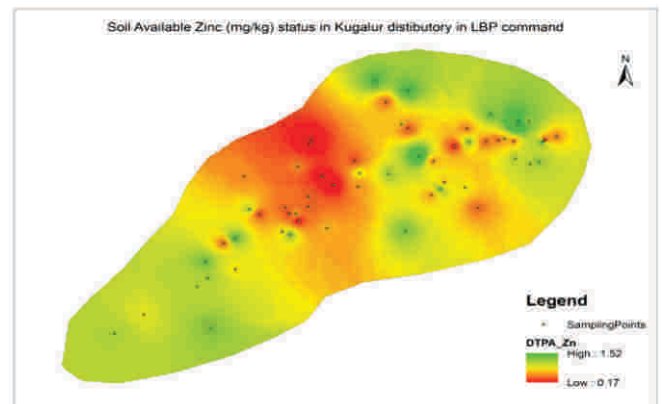 Soil Available Zinc (mg/kg) status in Kugalur distibutory in LBP command
N
Legend
SamplingPoints
DTPA_Zn
High : 1.52
Low : 0.17